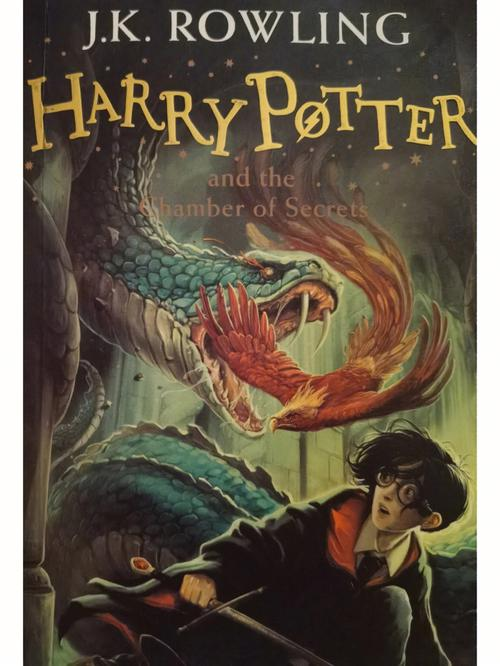 J.K. ROWLING
HARRY POTTER
and the
Chamber of Secrets